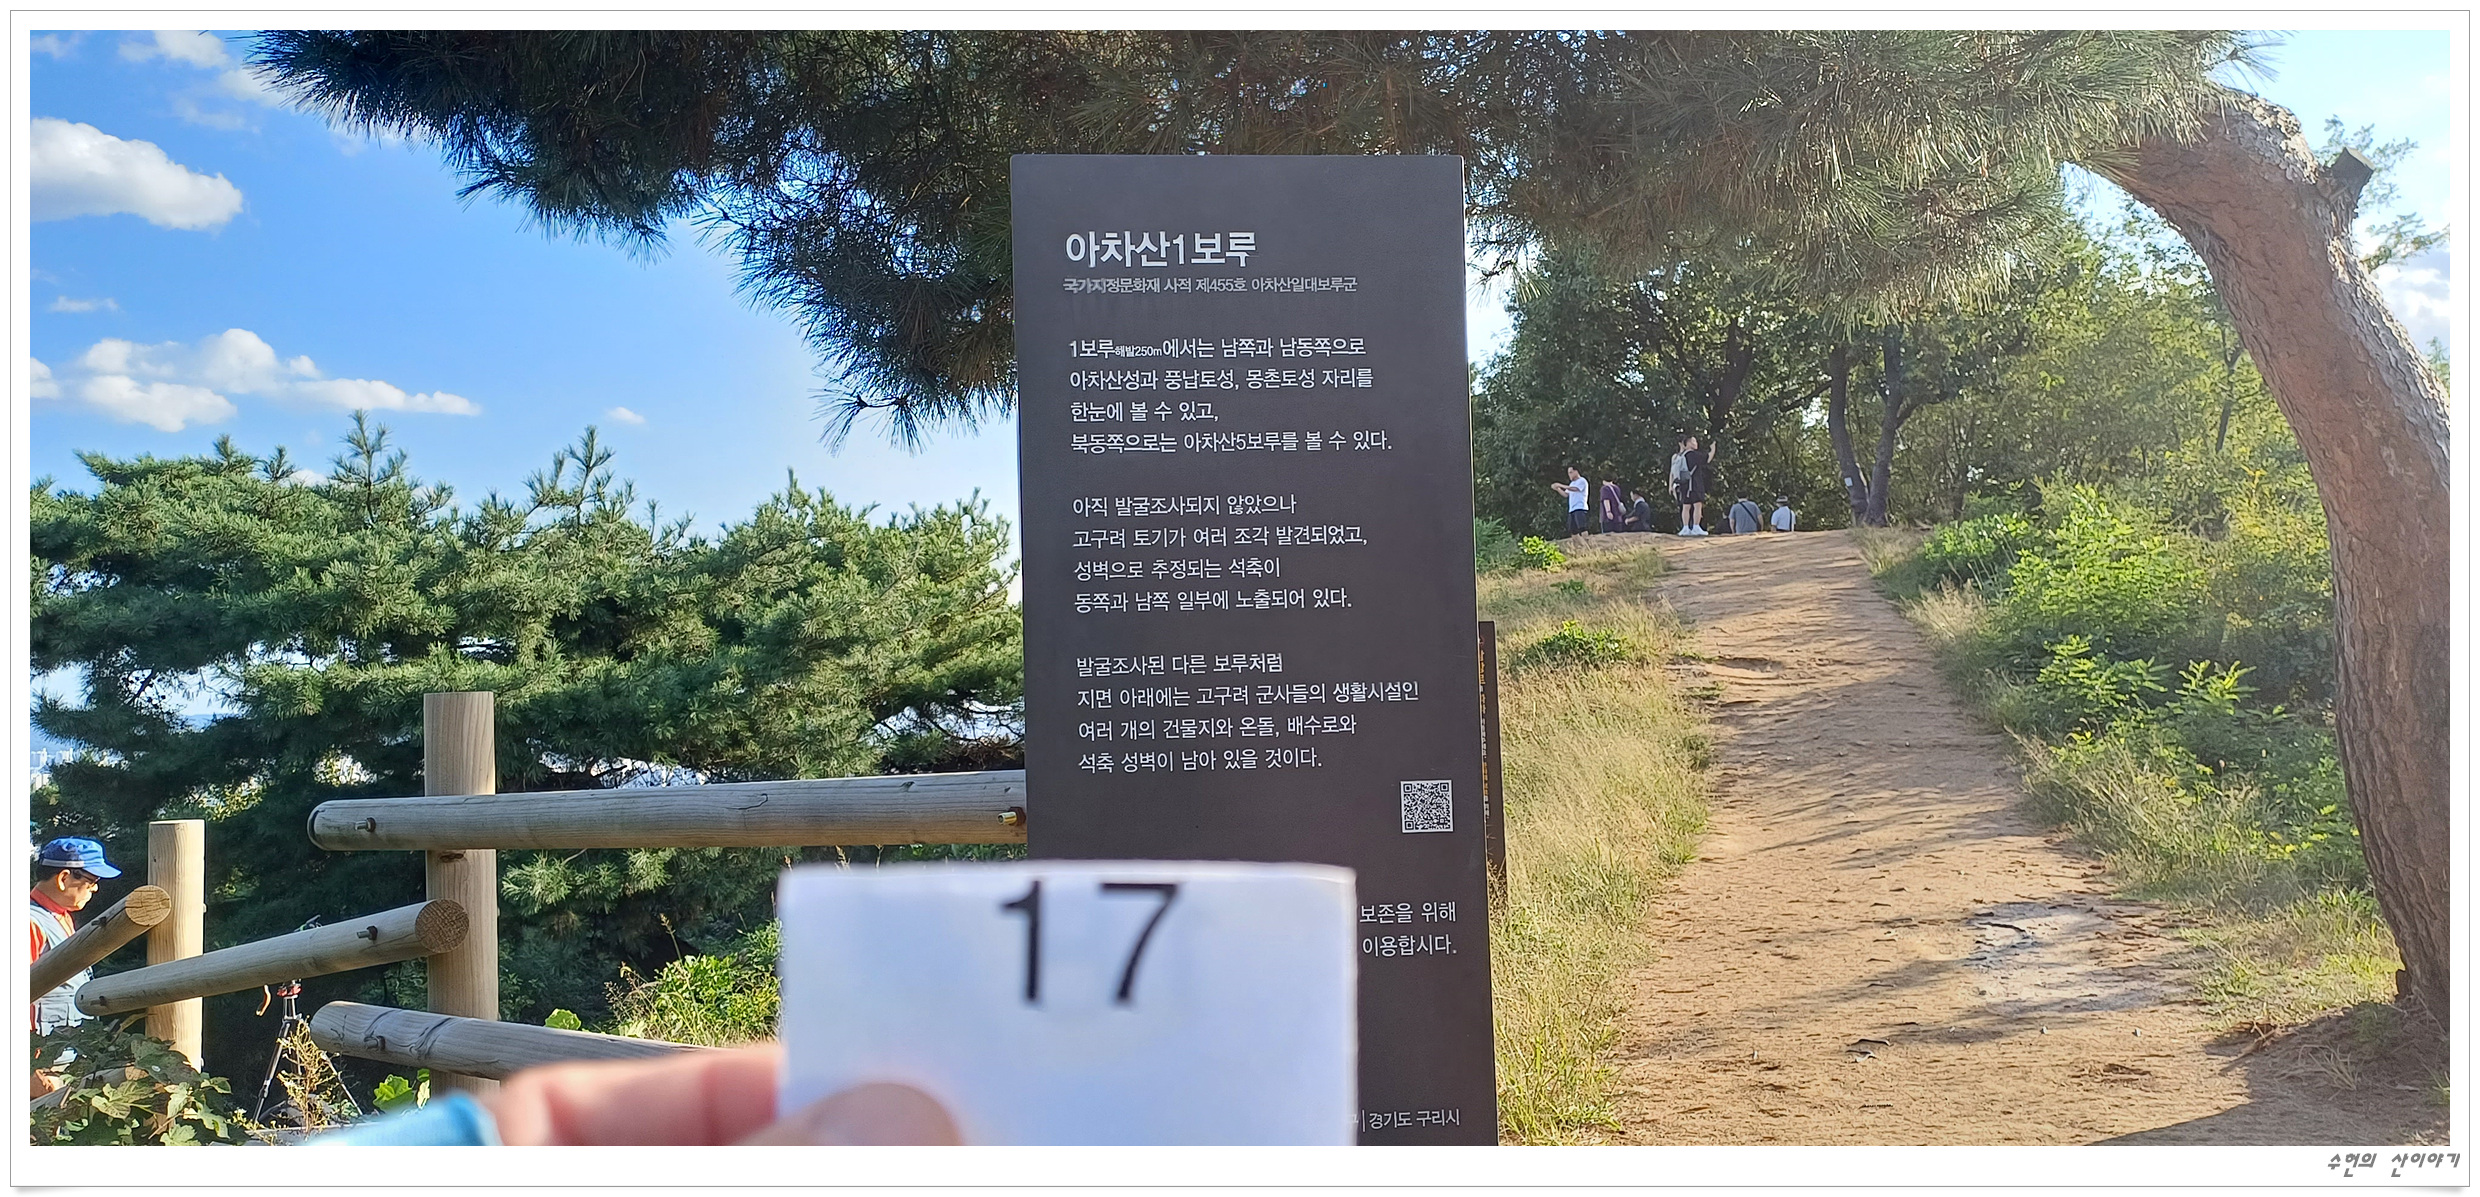 아차산1보루
국가지정문화재 사적 제455호 아차산일대보루군
1보루해발250m에서는 남쪽과 남동쪽으로
아차산성과 풍납토성, 몽촌토성 자리를
한눈에 볼 수 있고,
북동쪽으로는 아차산5보루를 볼 수 있다.
아직 발굴조사되지 않았으나
고구려 토기가 여러 조각 발견되었고,
성벽으로 추정되는 석축이
동쪽과 남쪽 일부에 노출되어 있다.
발굴조사된 다른 보루처럼
지면 아래에는 고구려 군사들의 생활시설인
여러 개의 건물지와 온돌, 배수로와
석축 성벽이 남아 있을 것이다.
보존을 위해
이용합시다.
17
경기도 구리시
수헌의 산이야기